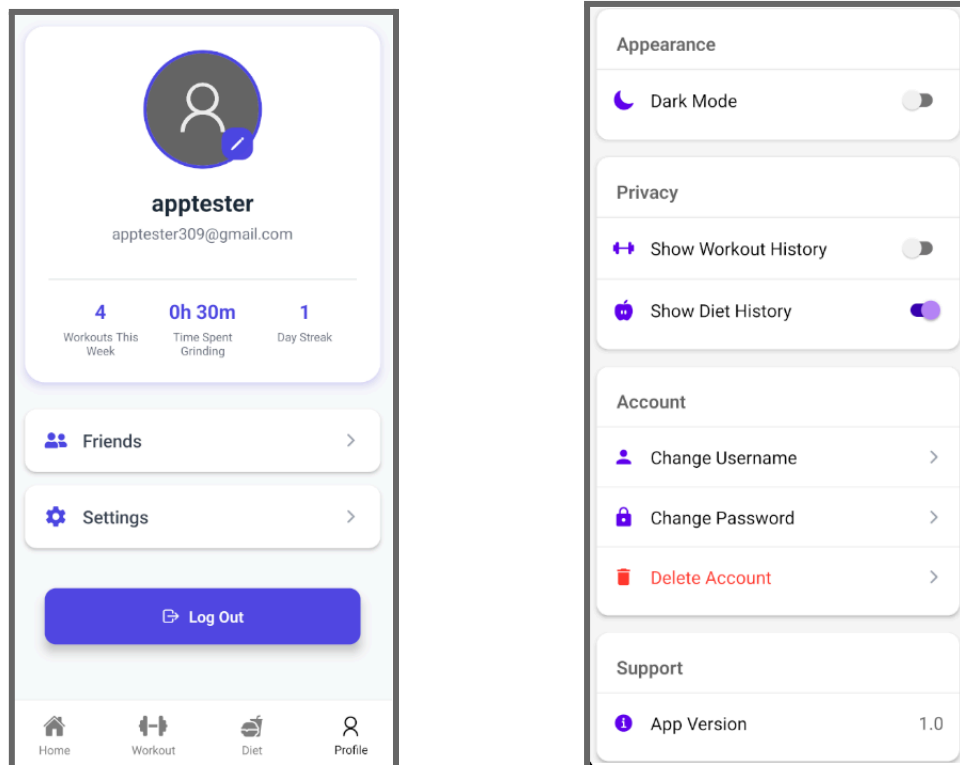 apptester
apptester309@gmail.com
4
0h 30m
1
Workouts This
Week
Time Spent
Grinding
Day Streak
Friends
Settings
Log Out
Home
Workout
Diet
Profile
Appearance
Dark Mode
Privacy
Show Workout History
Show Diet History
Account
Change Username
Change Password
Delete Account
Support
App Version
1.0